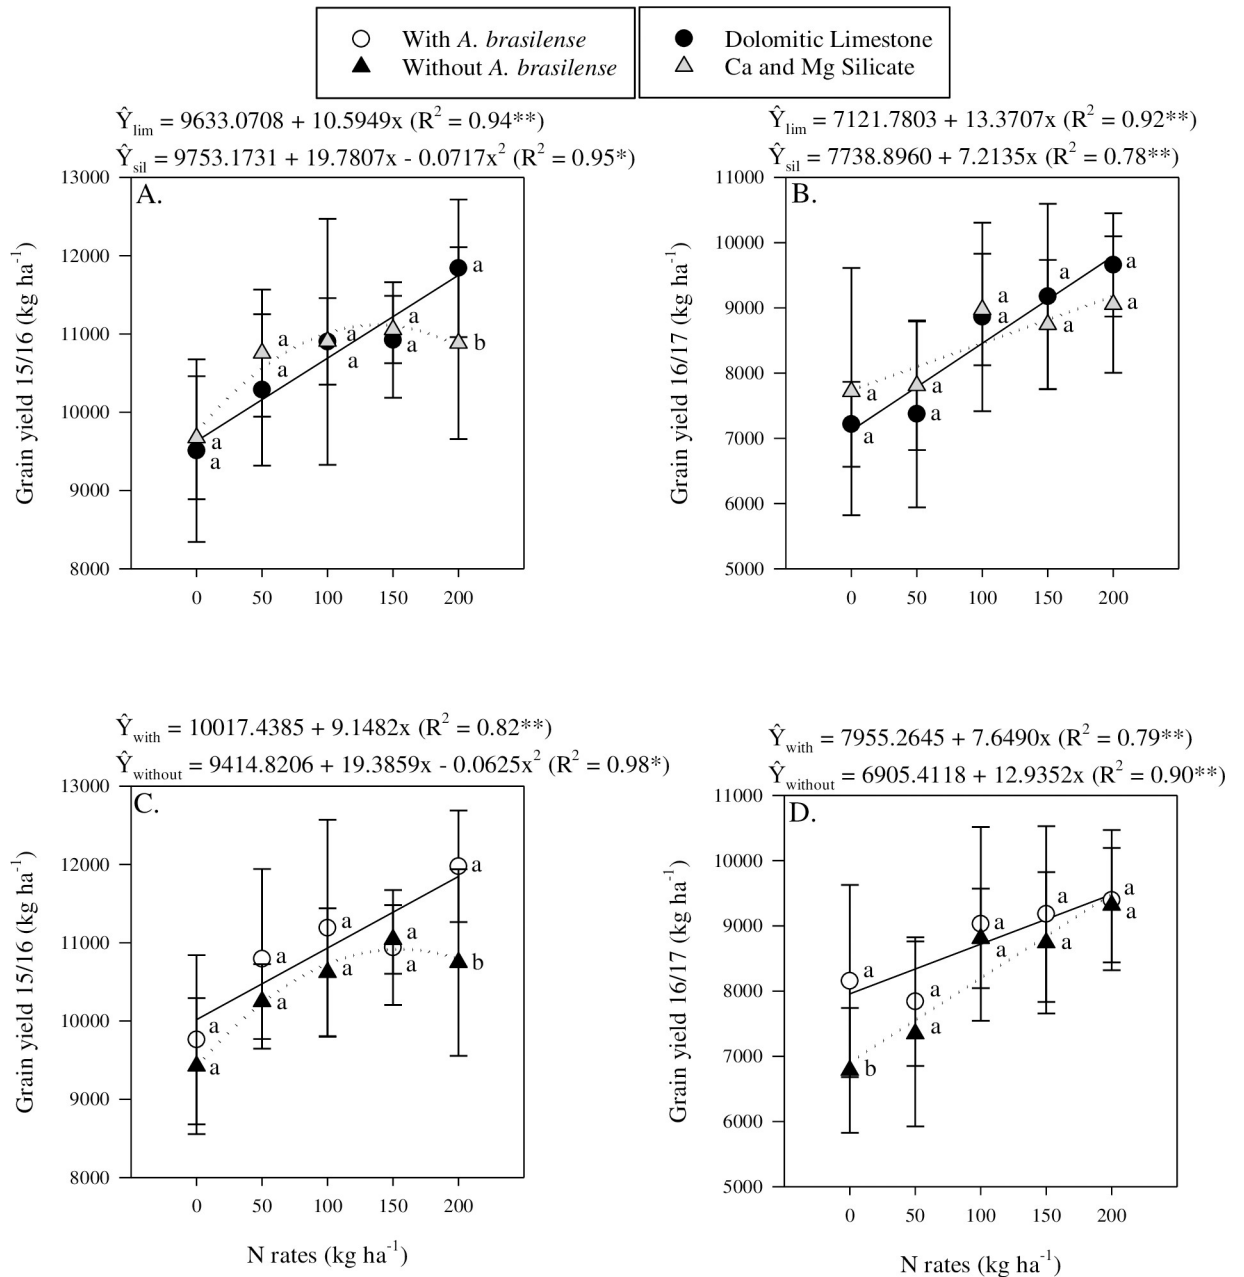 With A. brasilense
Without A. brasilense
Dolomitic Limestone
Ca and Mg Silicate
Ŷlim = 9633.0708 + 10.5949x (R² = 0.94**)
Ŷsil = 9753.1731 + 19.7807x - 0.0717x² (R² = 0.95*)
A.
Grain yield 15/16 (kg ha⁻¹)
13000
12000
11000
10000
9000
8000
a
a
a
a
a
a
a
a
a
b
0 50 100 150 200
Ŷlim = 7121.7803 + 13.3707x (R² = 0.92**)
Ŷsil = 7738.8960 + 7.2135x (R² = 0.78**)
B.
Grain yield 16/17 (kg ha⁻¹)
11000
10000
9000
8000
7000
6000
5000
a
a
a
a
a
a
a
a
a
a
0 50 100 150 200
Ŷwith = 10017.4385 + 9.1482x (R² = 0.82**)
Ŷwithout = 9414.8206 + 19.3859x - 0.0625x² (R² = 0.98*)
C.
Grain yield 15/16 (kg ha⁻¹)
13000
12000
11000
10000
9000
8000
a
a
a
a
a
a
a
a
a
b
0 50 100 150 200
N rates (kg ha⁻¹)
Ŷwith = 7955.2645 + 7.6490x (R² = 0.79**)
Ŷwithout = 6905.4118 + 12.9352x (R² = 0.90**)
D.
Grain yield 16/17 (kg ha⁻¹)
11000
10000
9000
8000
7000
6000
5000
a
b
a
a
a
a
a
a
a
a
0 50 100 150 200
N rates (kg ha⁻¹)